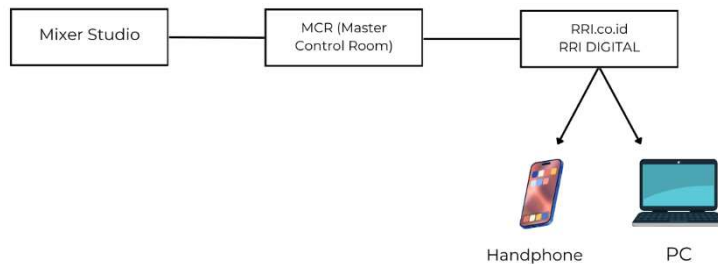 Mixer Studio
MCR (Master
Control Room)
RRI.co.id
RRI DIGITAL
Handphone
PC